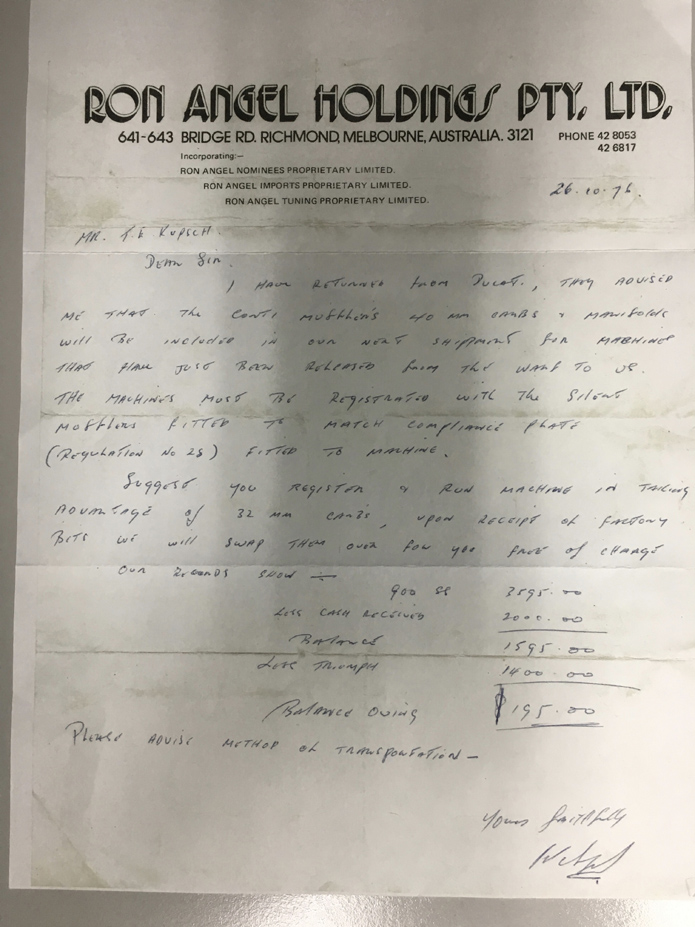 RON ANGEL HOLDINGS PTY. LTD.
641-643 BRIDGE RD. RICHMOND, MELBOURNE, AUSTRALIA. 3121 PHONE 42 8053
42 6817
Incorporating:—
RON ANGEL NOMINEES PROPRIETARY LIMITED.
RON ANGEL IMPORTS PROPRIETARY LIMITED.
RON ANGEL TUNING PROPRIETARY LIMITED.
26.10.76.
MR.
DEAR SIR.
I HAVE RETURNED from DUCATI, THEY ADVISED
ME THAT The CONTI MUFFLERS 40 mm CARBS & MANIFOLDS
will BE INCLUDED IN OUR NEXT SHIPMENT for MACHINES
THAT HAVE JUST BEEN RELEASED from THE WARF TO US.
THE MACHINES MUST BE REGISTRATED WITH THE SILENT
MUFFLERS FITTED TO MATCH COMPLIANCE PLATE
(REGULATION NO 28) FITTED TO MACHINE.
SUGGEST YOU REGISTER & RUN MACHINE IN TAKING
ADVANTAGE of 32 MM CARBS, UPON RECEIPT of FACTORY
BITS WE will SWAP THEM OVER FOR YOU FREE of CHARGE
OUR RECORDS SHOW —
900 SS 3595.00
LESS CASH RECEIVED 2000.00
BALANCE 1595.00
LESS TRIUMPH 1400.00
BALANCE OWING $195.00
PLEASE ADVISE METHOD OF TRANSPORTATION —
Yours faithfully